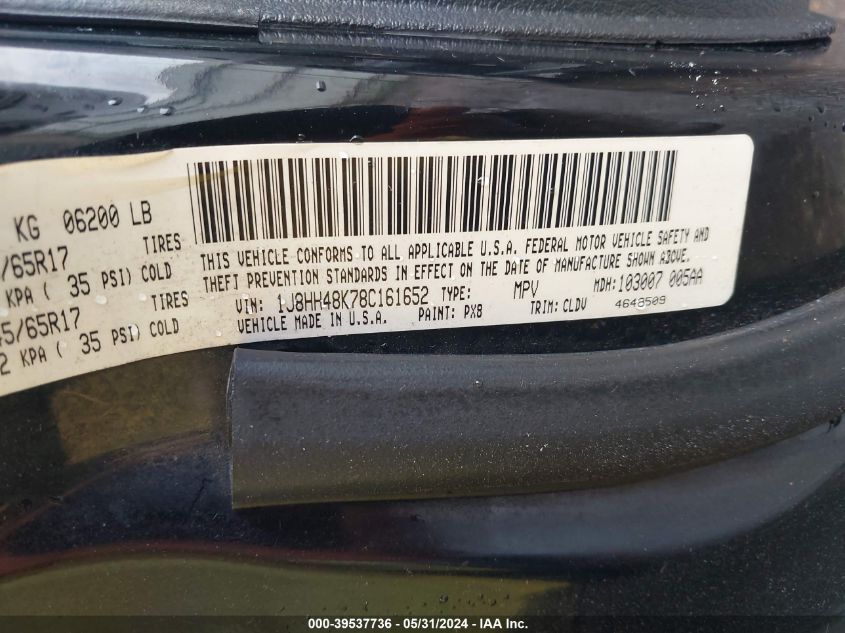 KG 06200 LB
/65R17 TIRES
KPA ( 35 PSI) COLD
5/65R17 TIRES
2 KPA ( 35 PSI) COLD
THIS VEHICLE CONFORMS TO ALL APPLICABLE U.S.A. FEDERAL MOTOR VEHICLE SAFETY AND
THEFT PREVENTION STANDARDS IN EFFECT ON THE DATE OF MANUFACTURE SHOWN ABOVE.
VIN: 1J8HH48K78C161652 TYPE: MPV MDH: 103007 005AA
VEHICLE MADE IN U.S.A. PAINT: PX8 TRIM: CLDV 4648509
000-39537736 - 05/31/2024 - IAA Inc.